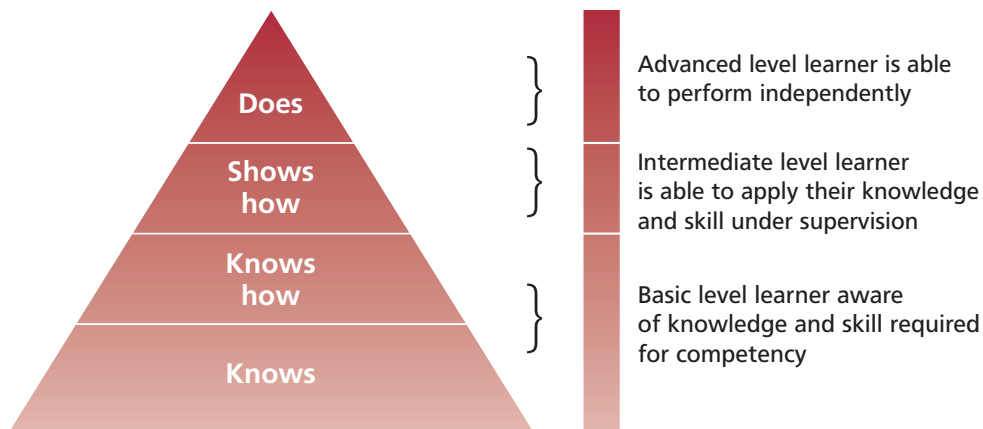 Does
Shows
how
Knows
how
Knows
Advanced level learner is able
to perform independently
Intermediate level learner
is able to apply their knowledge
and skill under supervision
Basic level learner aware
of knowledge and skill required
for competency